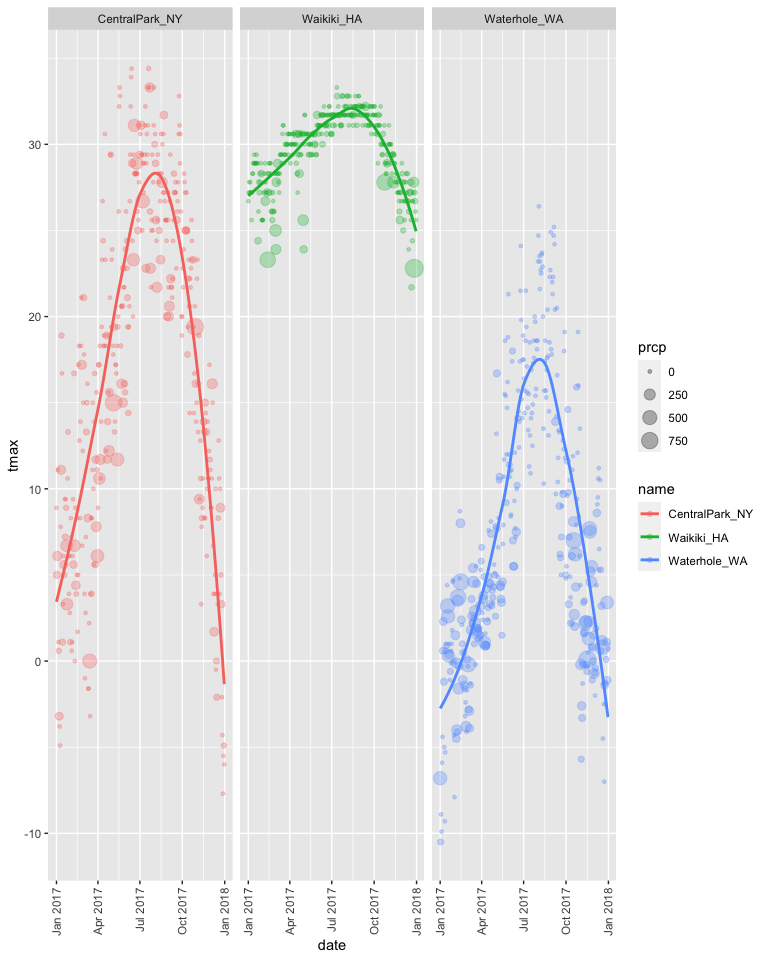 CentralPark_NY
Waikiki_HA
Waterhole_WA
30
20
10
0
-10
tmax
Jan 2017
Apr 2017
Jul 2017
Oct 2017
Jan 2018
Jan 2017
Apr 2017
Jul 2017
Oct 2017
Jan 2018
Jan 2017
Apr 2017
Jul 2017
Oct 2017
Jan 2018
date
prcp
0
250
500
750
name
CentralPark_NY
Waikiki_HA
Waterhole_WA